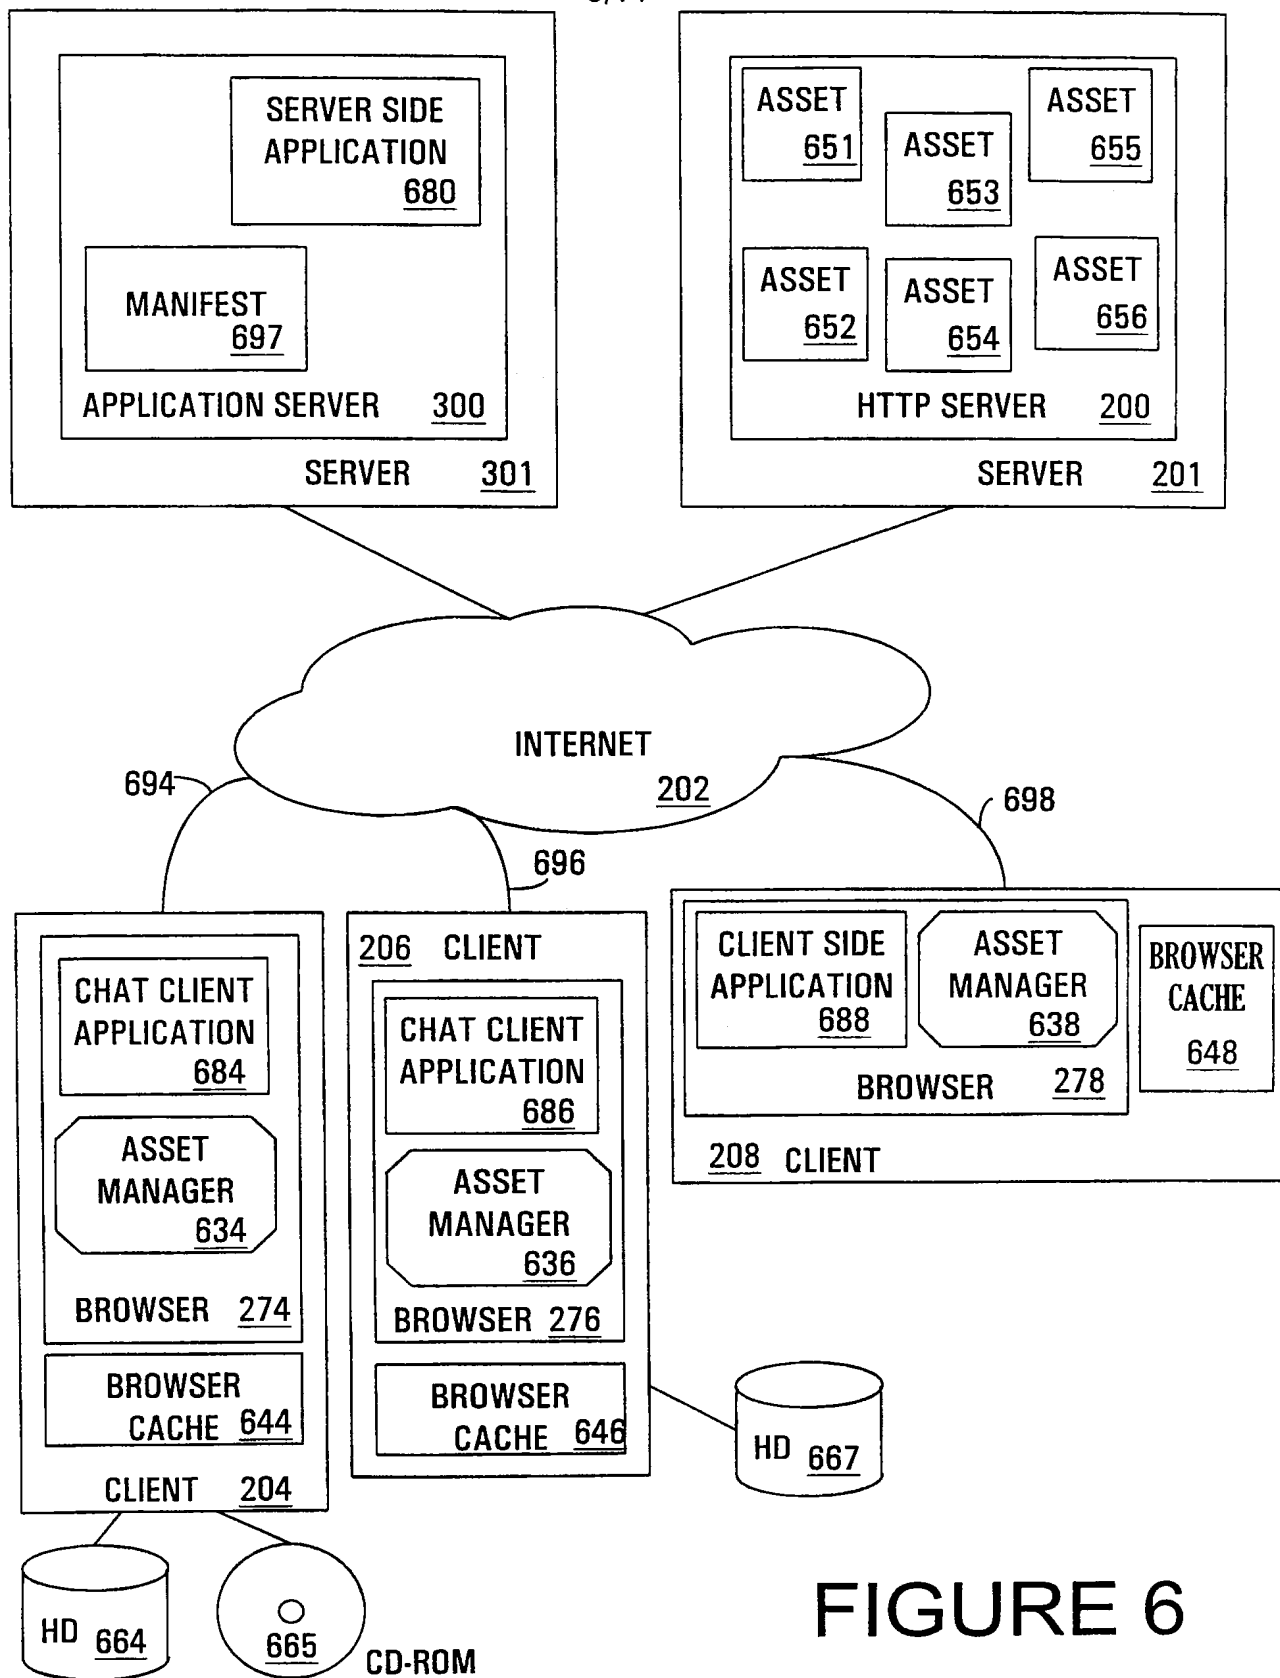 SERVER SIDE
APPLICATION
680
MANIFEST
697
APPLICATION SERVER 300
SERVER 301
ASSET
651
ASSET
653
ASSET
655
ASSET
652
ASSET
654
ASSET
656
HTTP SERVER 200
SERVER 201
INTERNET
202
694
696
698
CHAT CLIENT
APPLICATION
684
ASSET
MANAGER
634
BROWSER 274
BROWSER
CACHE 644
CLIENT 204
HD 664
665
CD-ROM
206 CLIENT
CHAT CLIENT
APPLICATION
686
ASSET
MANAGER
636
BROWSER 276
BROWSER
CACHE 646
HD 667
CLIENT SIDE
APPLICATION
688
ASSET
MANAGER
638
BROWSER 278
BROWSER
CACHE
648
208 CLIENT
FIGURE 6